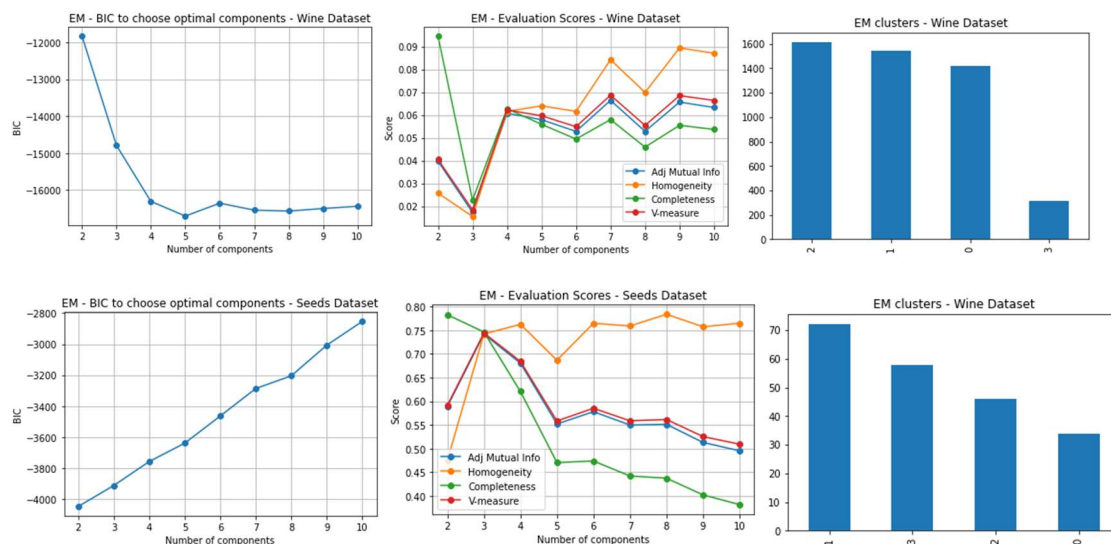 EM - BIC to choose optimal components - Wine Dataset
BIC
−12000
−13000
−14000
−15000
−16000
2 3 4 5 6 7 8 9 10
Number of components
EM - Evaluation Scores - Wine Dataset
Score
0.09
0.08
0.07
0.06
0.05
0.04
0.03
0.02
Adj Mutual Info
Homogeneity
Completeness
V-measure
2 3 4 5 6 7 8 9 10
Number of components
EM clusters - Wine Dataset
1600
1400
1200
1000
800
600
400
200
0
2 1 0 3
EM - BIC to choose optimal components - Seeds Dataset
BIC
−2800
−3000
−3200
−3400
−3600
−3800
−4000
2 3 4 5 6 7 8 9 10
Number of components
EM - Evaluation Scores - Seeds Dataset
Score
0.80
0.75
0.70
0.65
0.60
0.55
0.50
0.45
0.40
Adj Mutual Info
Homogeneity
Completeness
V-measure
2 3 4 5 6 7 8 9 10
Number of components
EM clusters - Wine Dataset
70
60
50
40
30
20
10
0
1 3 2 0